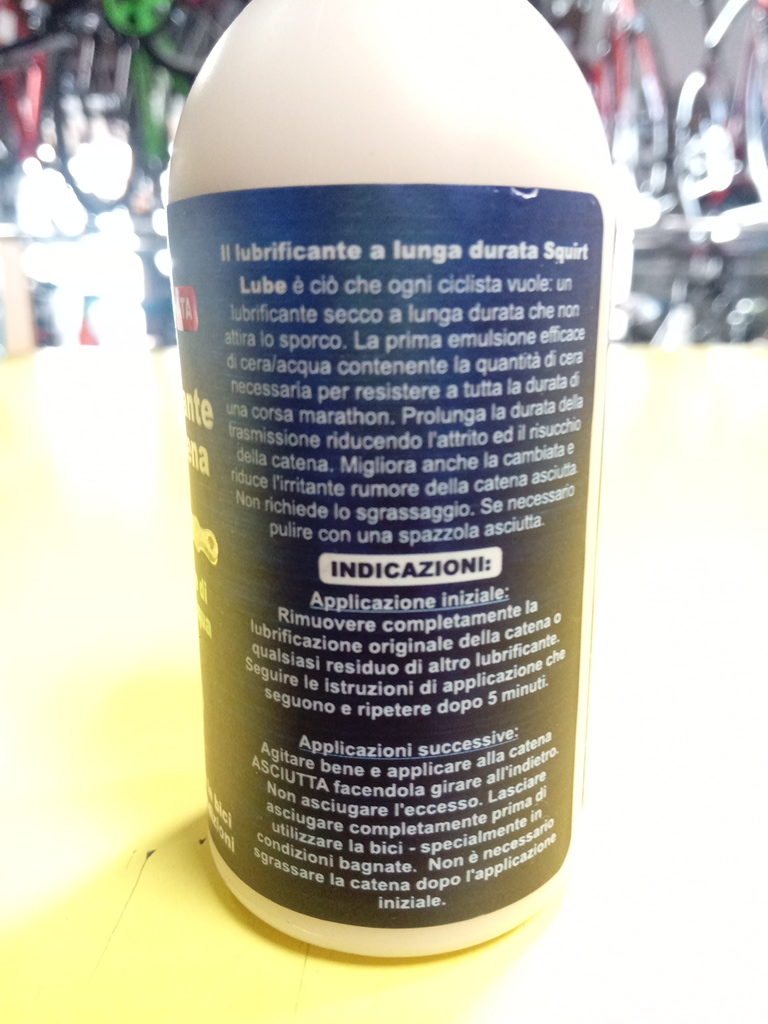 Il lubrificante a lunga durata Squirt
Lube è ciò che ogni ciclista vuole: un
lubrificante secco a lunga durata che non
attira lo sporco. La prima emulsione efficace
di cera/acqua contenente la quantità di cera
necessaria per resistere a tutta la durata di
una corsa marathon. Prolunga la durata della
trasmissione riducendo l'attrito ed il risucchio
della catena. Migliora anche la cambiata e
riduce l'irritante rumore della catena asciutta.
Non richiede lo sgrassaggio. Se necessario
pulire con una spazzola asciutta.
INDICAZIONI:
Applicazione iniziale:
Rimuovere completamente la
lubrificazione originale della catena o
qualsiasi residuo di altro lubrificante.
Seguire le istruzioni di applicazione che
seguono e ripetere dopo 5 minuti.
Applicazioni successive:
Agitare bene e applicare alla catena
ASCIUTTA facendola girare all'indietro.
Non asciugare l'eccesso. Lasciare
asciugare completamente prima di
utilizzare la bici - specialmente in
condizioni bagnate. Non è necessario
sgrassare la catena dopo l'applicazione
iniziale.
TA
di
bici